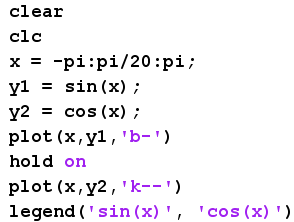 clear
clc
x = -pi:pi/20:pi;
y1 = sin(x);
y2 = cos(x);
plot(x,y1,'b-')
hold on
plot(x,y2,'k--')
legend('sin(x)', 'cos(x)')